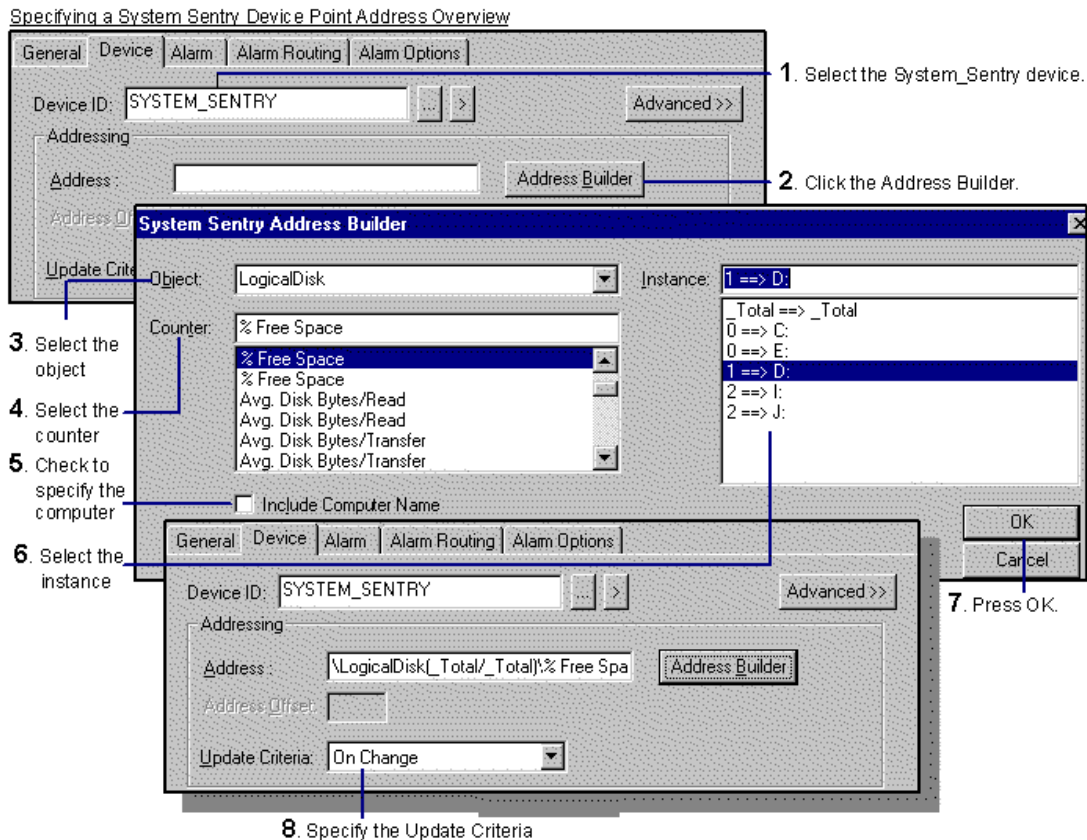 Specifying a System Sentry Device Point Address Overview
General Device Alarm Alarm Routing Alarm Options
1. Select the System_Sentry device.
Device ID: SYSTEM_SENTRY ... > Advanced >>
Addressing
Address : Address Builder
2. Click the Address Builder.
System Sentry Address Builder
Update Crite
Object: LogicalDisk
Instance: 1 ==> D:
3. Select the
object
Counter: % Free Space
% Free Space
% Free Space
Avg. Disk Bytes/Read
Avg. Disk Bytes/Read
Avg. Disk Bytes/Transfer
Avg. Disk Bytes/Transfer
_Total ==> _Total
0 ==> C:
0 ==> E:
1 ==> D:
2 ==> I:
2 ==> J:
4. Select the
counter
5. Check to
specify the
computer
Include Computer Name
OK
Cancel
6. Select the
instance
7. Press OK.
General Device Alarm Alarm Routing Alarm Options
Device ID: SYSTEM_SENTRY ... > Advanced >>
Addressing
Address : \LogicalDisk(_Total/_Total)\% Free Spa Address Builder
Address Offset:
Update Criteria: On Change
8. Specify the Update Criteria